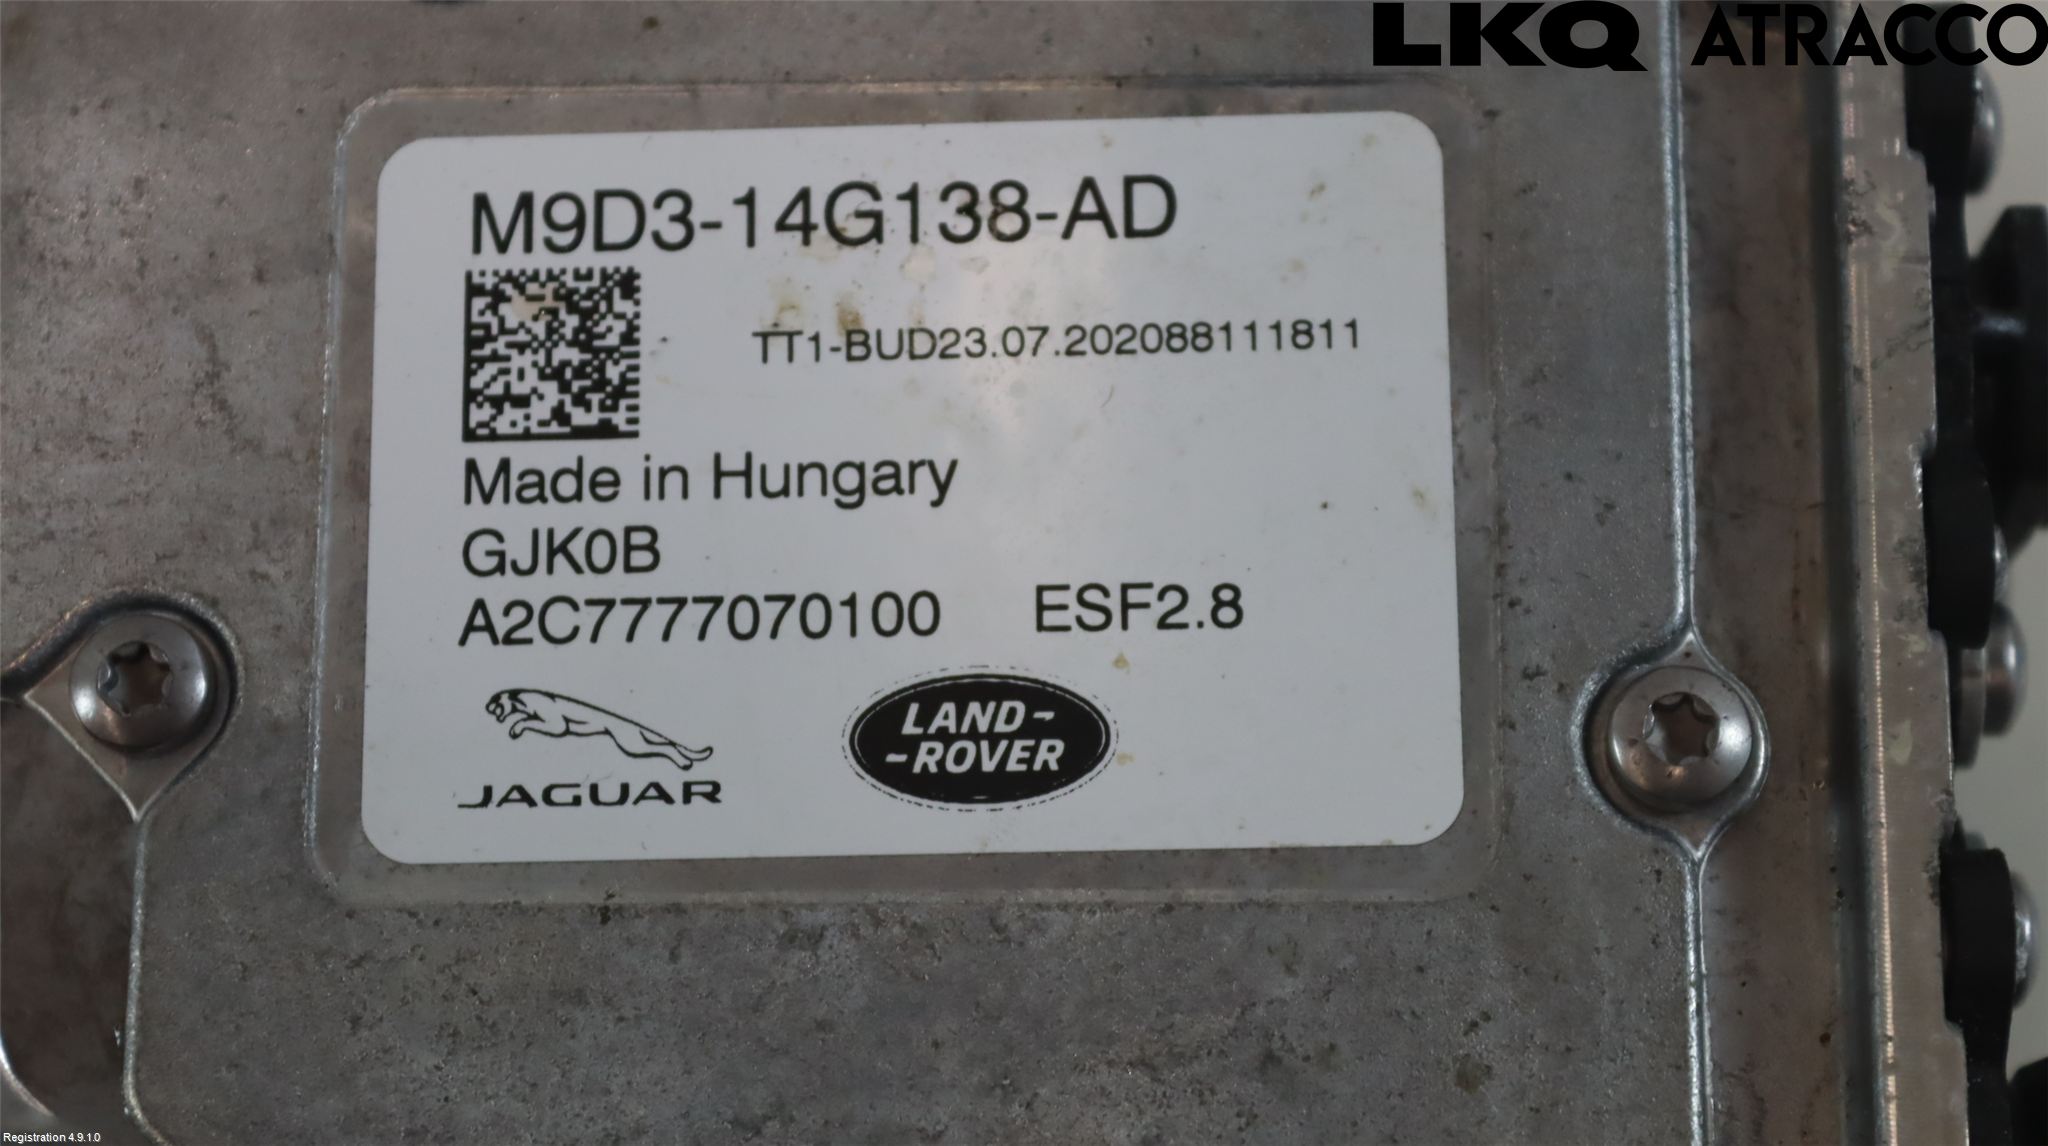 LKQ ATRACCO
M9D3-14G138-AD
TT1-BUD23.07.202088111811
Made in Hungary
GJK0B
A2C7777070100 ESF2.8
JAGUAR
LAND-
-ROVER
Registration 4.9.1.0